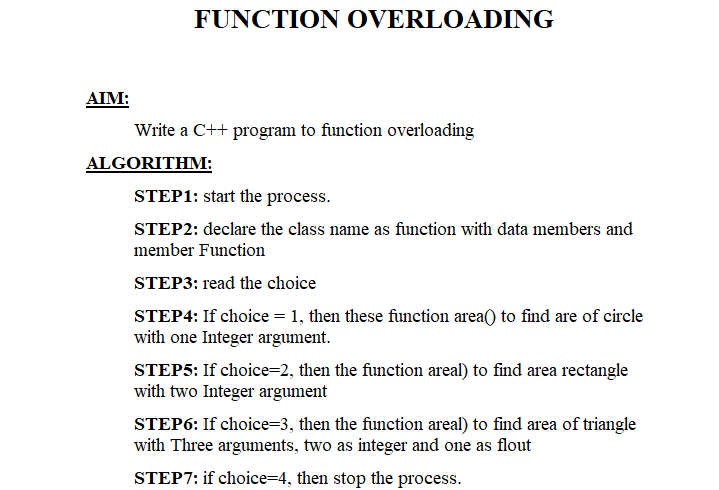 FUNCTION OVERLOADING
AIM:
Write a C++ program to function overloading
ALGORITHM:
STEP1: start the process.
STEP2: declare the class name as function with data members and
member Function
STEP3: read the choice
STEP4: If choice = 1, then these function area() to find are of circle
with one Integer argument.
STEP5: If choice=2, then the function areal) to find area rectangle
with two Integer argument
STEP6: If choice=3, then the function areal) to find area of triangle
with Three arguments, two as integer and one as flout
STEP7: if choice=4, then stop the process.